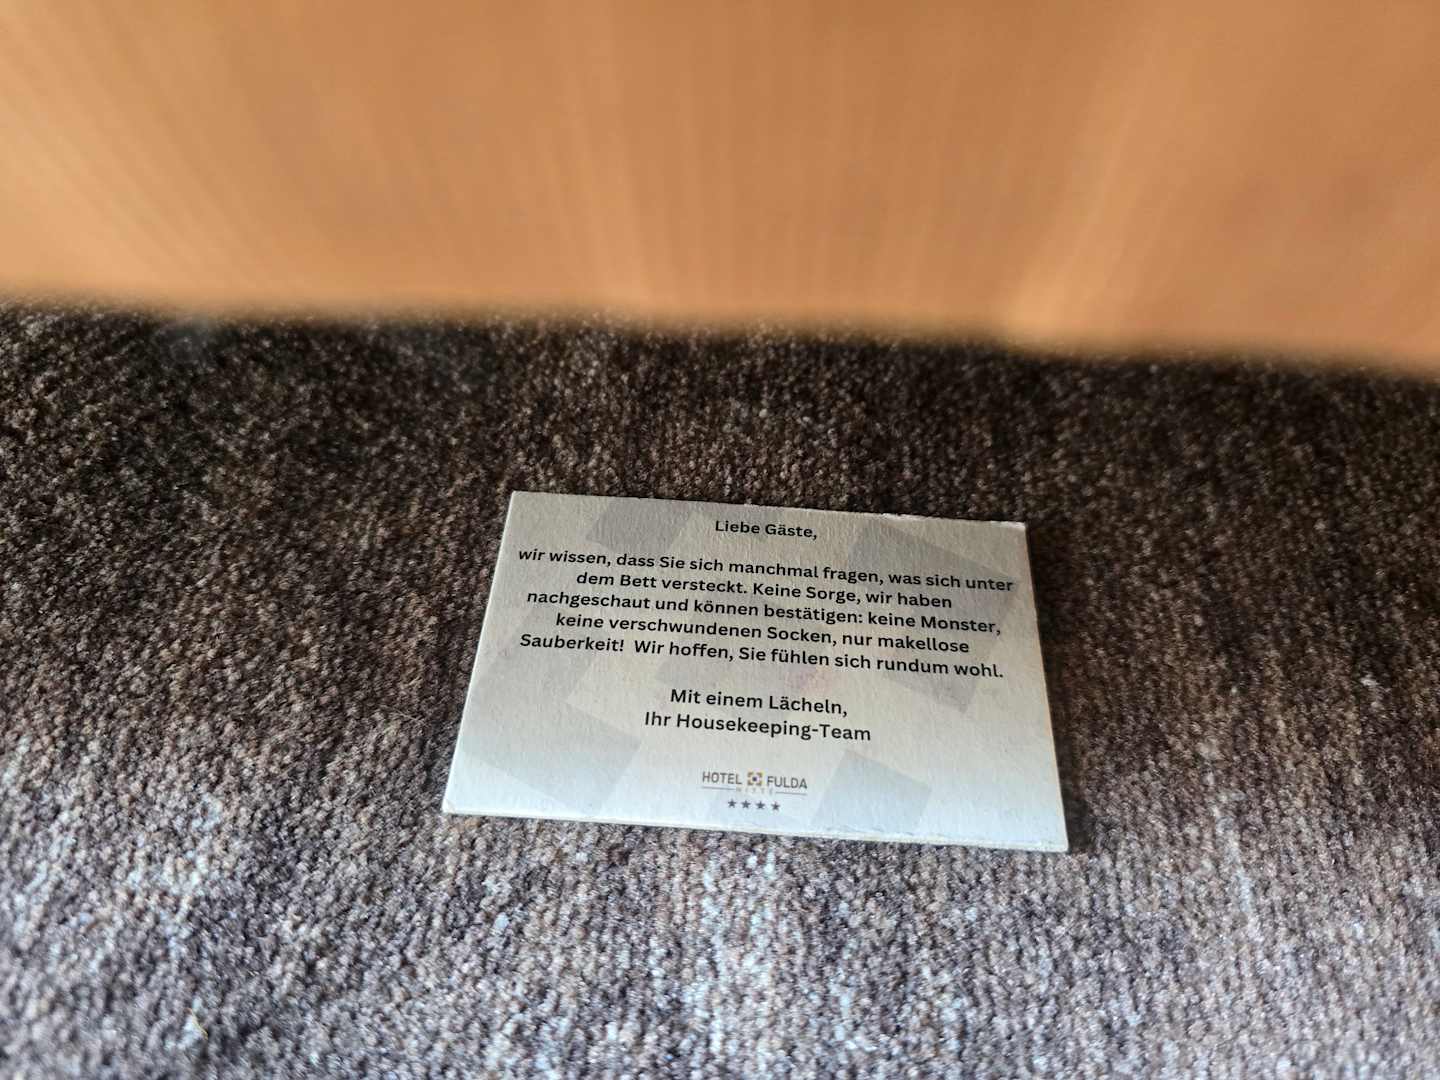 Liebe Gäste,
wir wissen, dass Sie sich manchmal fragen, was sich unter
dem Bett versteckt. Keine Sorge, wir haben
nachgeschaut und können bestätigen: keine Monster,
keine verschwundenen Socken, nur makellose
Sauberkeit!  Wir hoffen, Sie fühlen sich rundum wohl.
Mit einem Lächeln,
Ihr Housekeeping-Team
HOTEL FULDA
MITTE